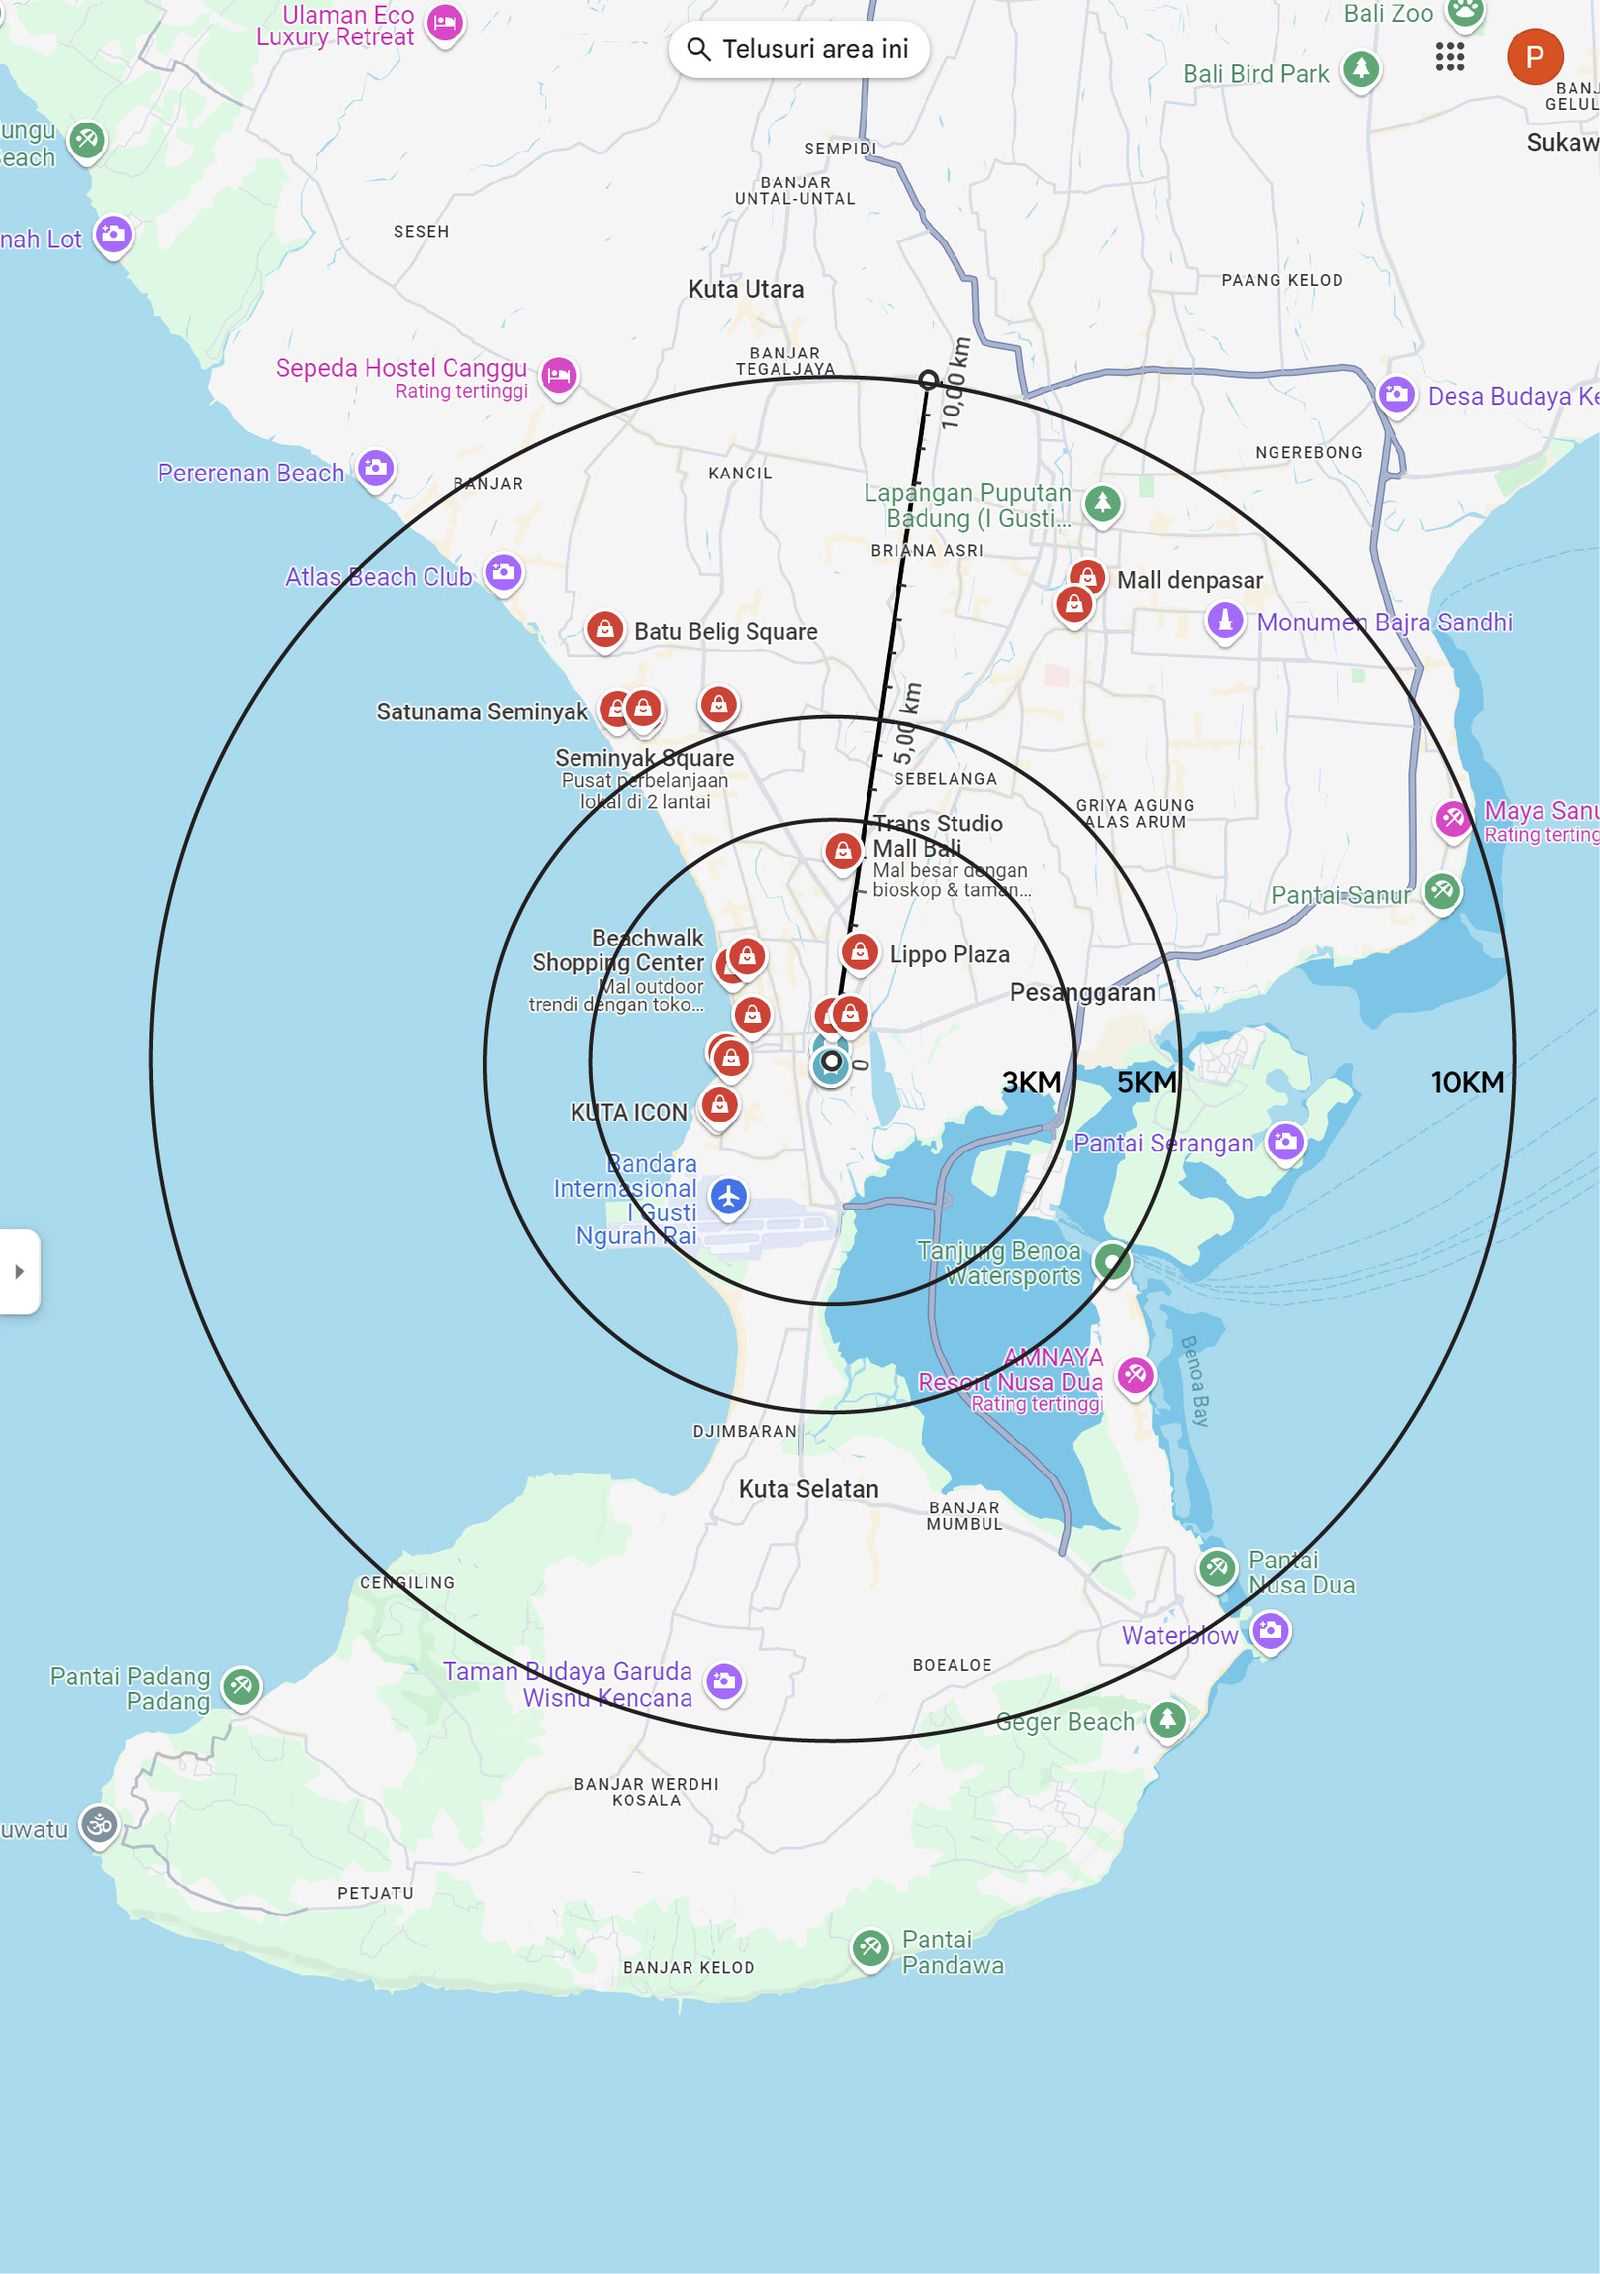 Ulaman Eco
Luxury Retreat
Telusuri area ini
Bali Zoo
P
Bali Bird Park
BANJ
GELUL
Sukaw
ungu
Beach
SEMPIDI
BANJAR
UNTAL-UNTAL
nah Lot
SESEH
PAANG KELOD
Kuta Utara
BANJAR
TEGALJAYA
Sepeda Hostel Canggu
Rating tertinggi
10,00 km
Desa Budaya Ke
NGEREBONG
Pererenan Beach
BANJAR
KANCIL
Lapangan Puputan
Badung (I Gusti...
BRIANA ASRI
Atlas Beach Club
Mall denpasar
Batu Belig Square
Monumen Bajra Sandhi
Satunama Seminyak
5,00 km
Seminyak Square
Pusat perbelanjaan
lokal di 2 lantai
SEBELANGA
GRIYA AGUNG
ALAS ARUM
Maya Sanu
Rating terting
Trans Studio
Mall Bali
Mal besar dengan
bioskop & taman...
Pantai Sanur
Beachwalk
Shopping Center
Mal outdoor
trendi dengan toko...
Lippo Plaza
Pesanggaran
0
3KM
5KM
10KM
KUTA ICON
Pantai Serangan
Bandara
Internasional
I Gusti
Ngurah Rai
Tanjung Benoa
Watersports
AMNAYA
Resort Nusa Dua
Rating tertinggi
Benoa Bay
DJIMBARAN
Kuta Selatan
BANJAR
MUMBUL
Pantai
Nusa Dua
CENGILING
Waterblow
BOEALOE
Pantai Padang
Padang
Taman Budaya Garuda
Wisnu Kencana
Geger Beach
BANJAR WERDHI
KOSALA
uwatu
PETJATU
Pantai
Pandawa
BANJAR KELOD